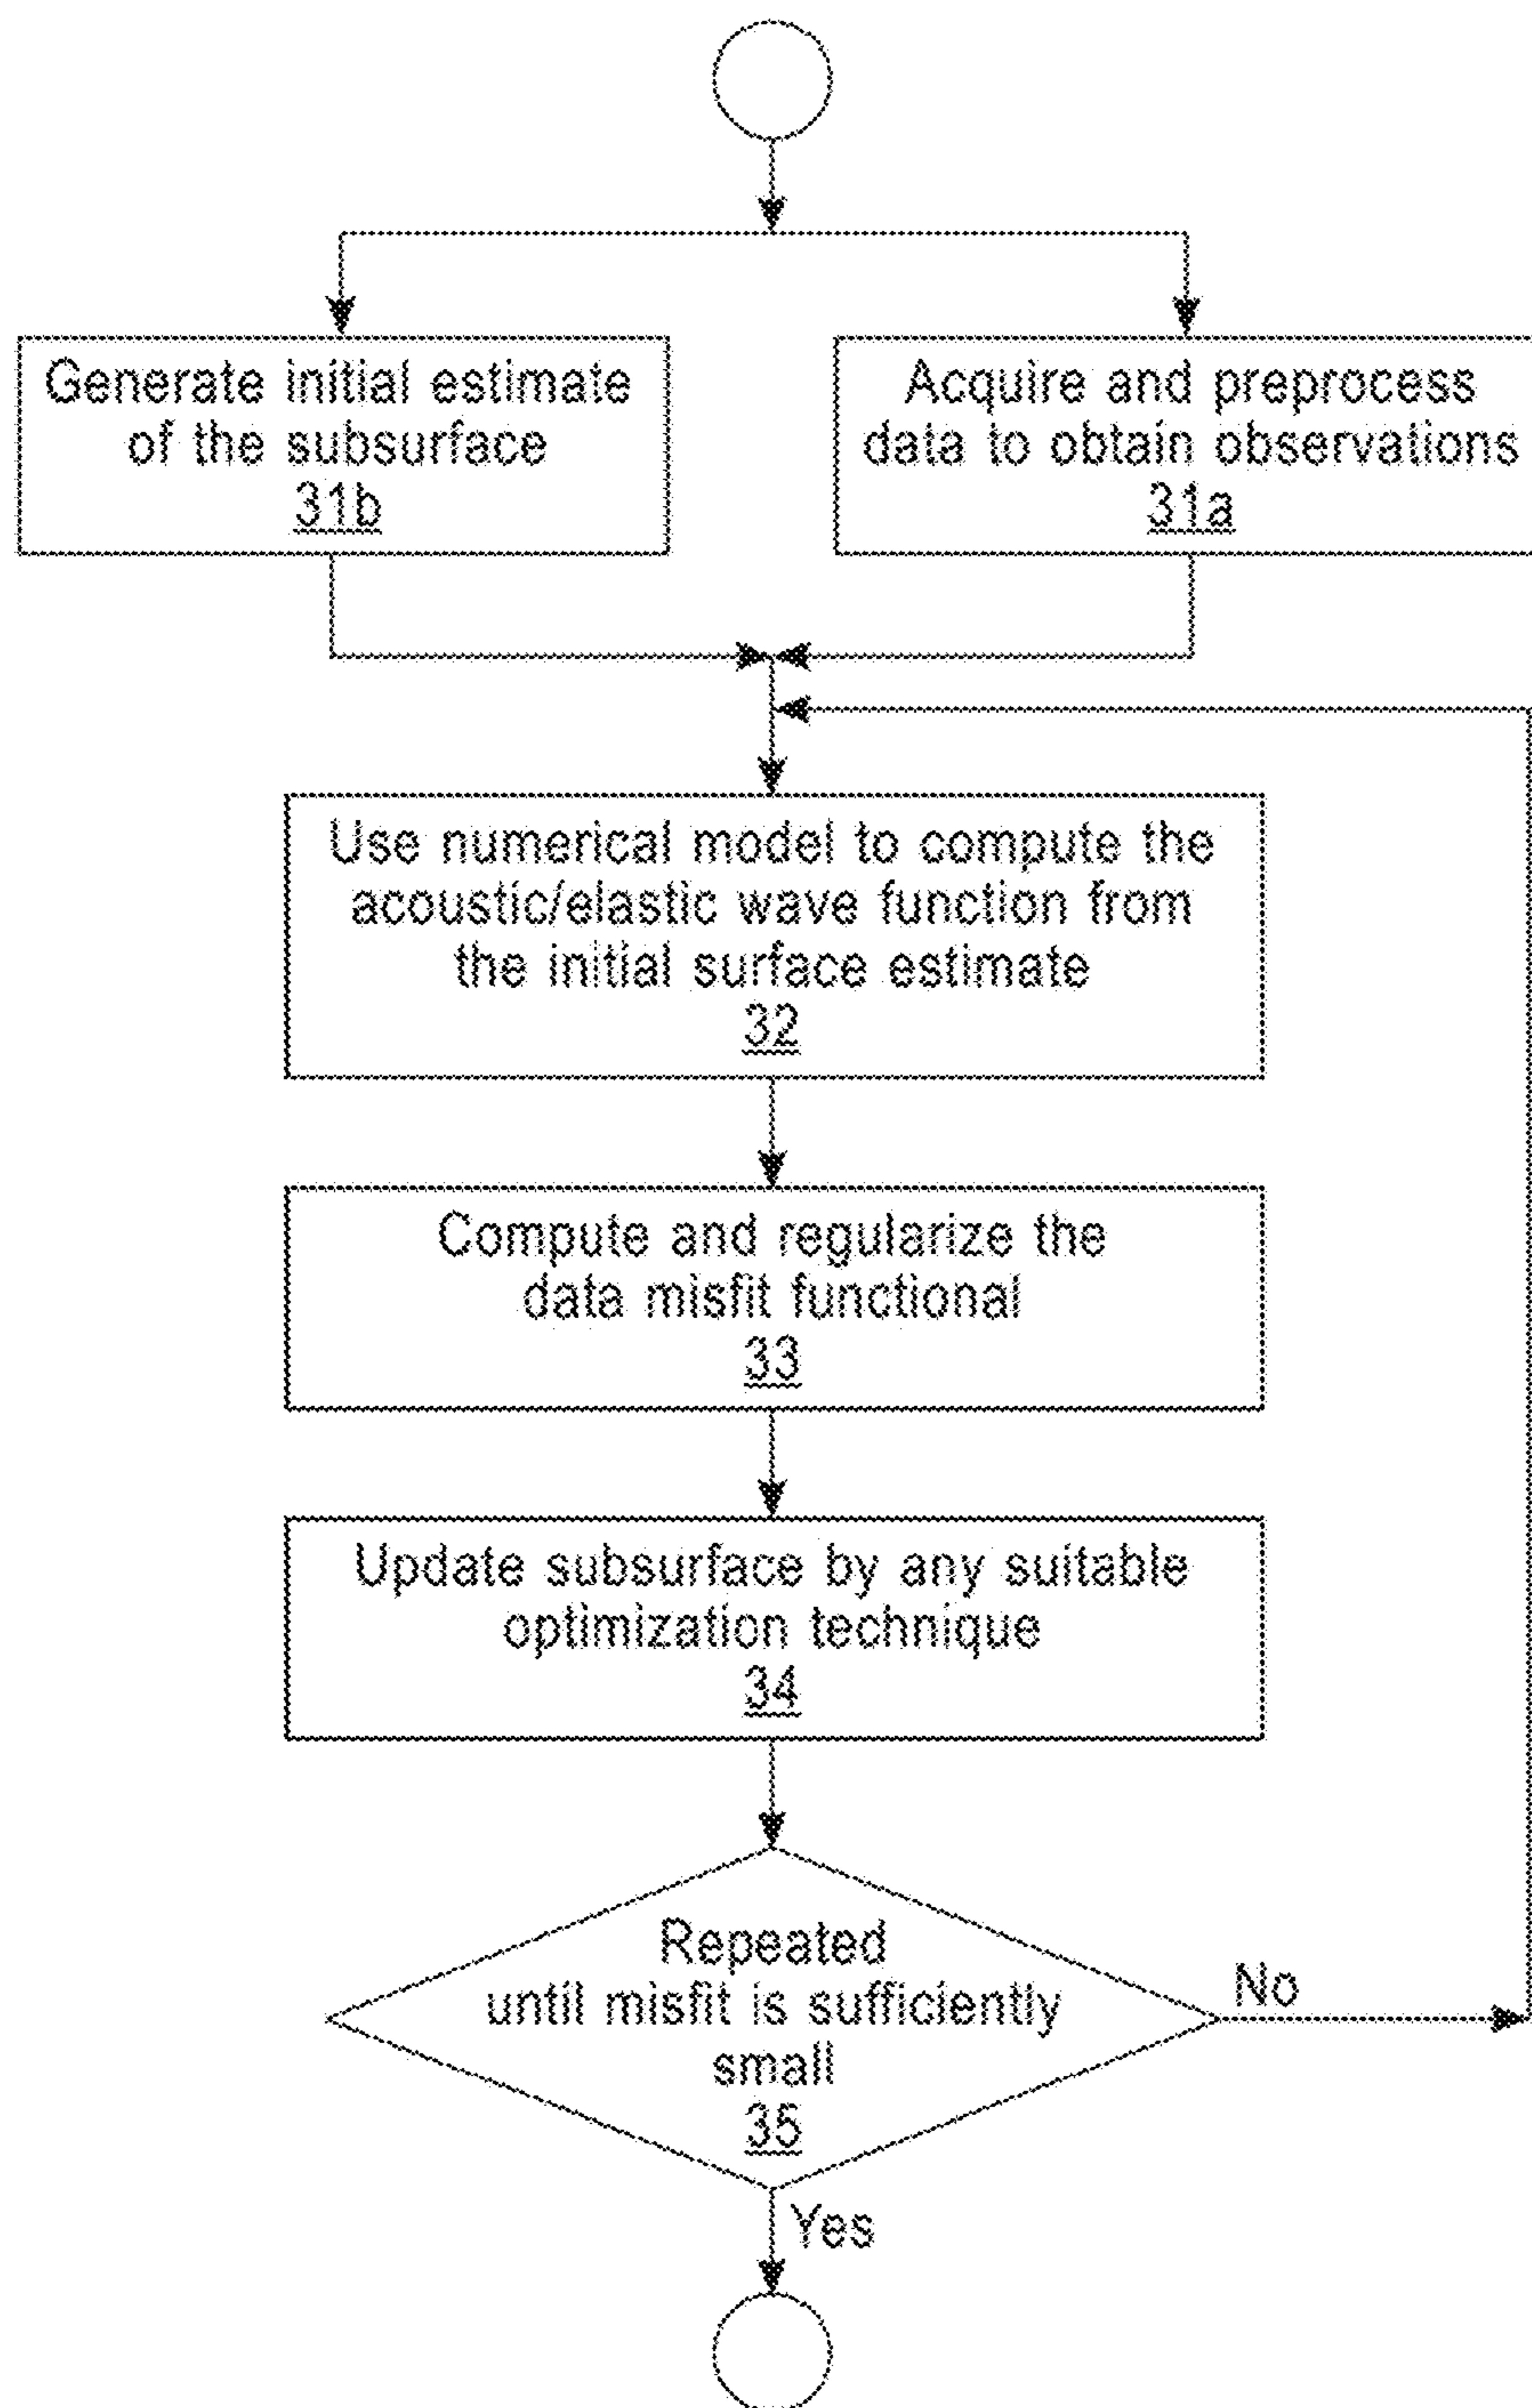 Generate initial estimate
of the subsurface
31b
Acquire and preprocess
data to obtain observations
31a
Use numerical model to compute the
acoustic/elastic wave function from
the initial surface estimate
32
Compute and regularize the
data misfit functional
33
Update subsurface by any suitable
optimization technique
34
Repeated
until misfit is sufficiently
small
35
No
Yes